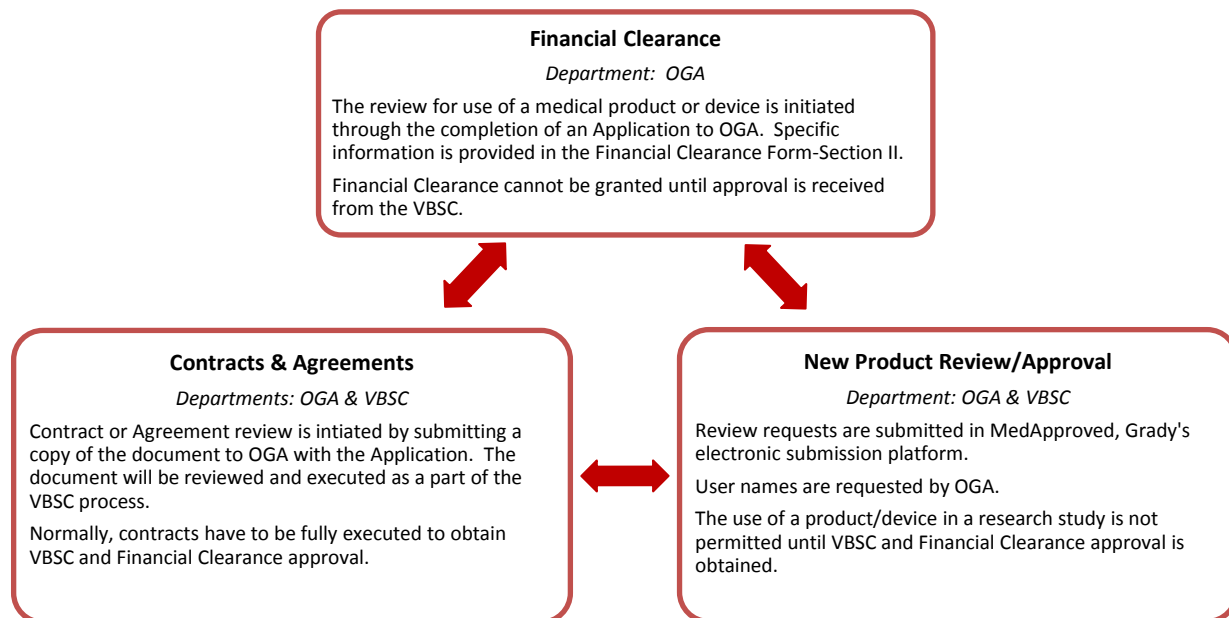 Financial Clearance
Department:  OGA
The review for use of a medical product or device is initiated
through the completion of an Application to OGA.  Specific
information is provided in the Financial Clearance Form-Section II.
Financial Clearance cannot be granted until approval is received
from the VBSC.
Contracts & Agreements
Departments: OGA & VBSC
Contract or Agreement review is intiated by submitting a
copy of the document to OGA with the Application.  The
document will be reviewed and executed as a part of the
VBSC process.
Normally, contracts have to be fully executed to obtain
VBSC and Financial Clearance approval.
New Product Review/Approval
Department: OGA & VBSC
Review requests are submitted in MedApproved, Grady's
electronic submission platform.
User names are requested by OGA.
The use of a product/device in a research study is not
permitted until VBSC and Financial Clearance approval is
obtained.